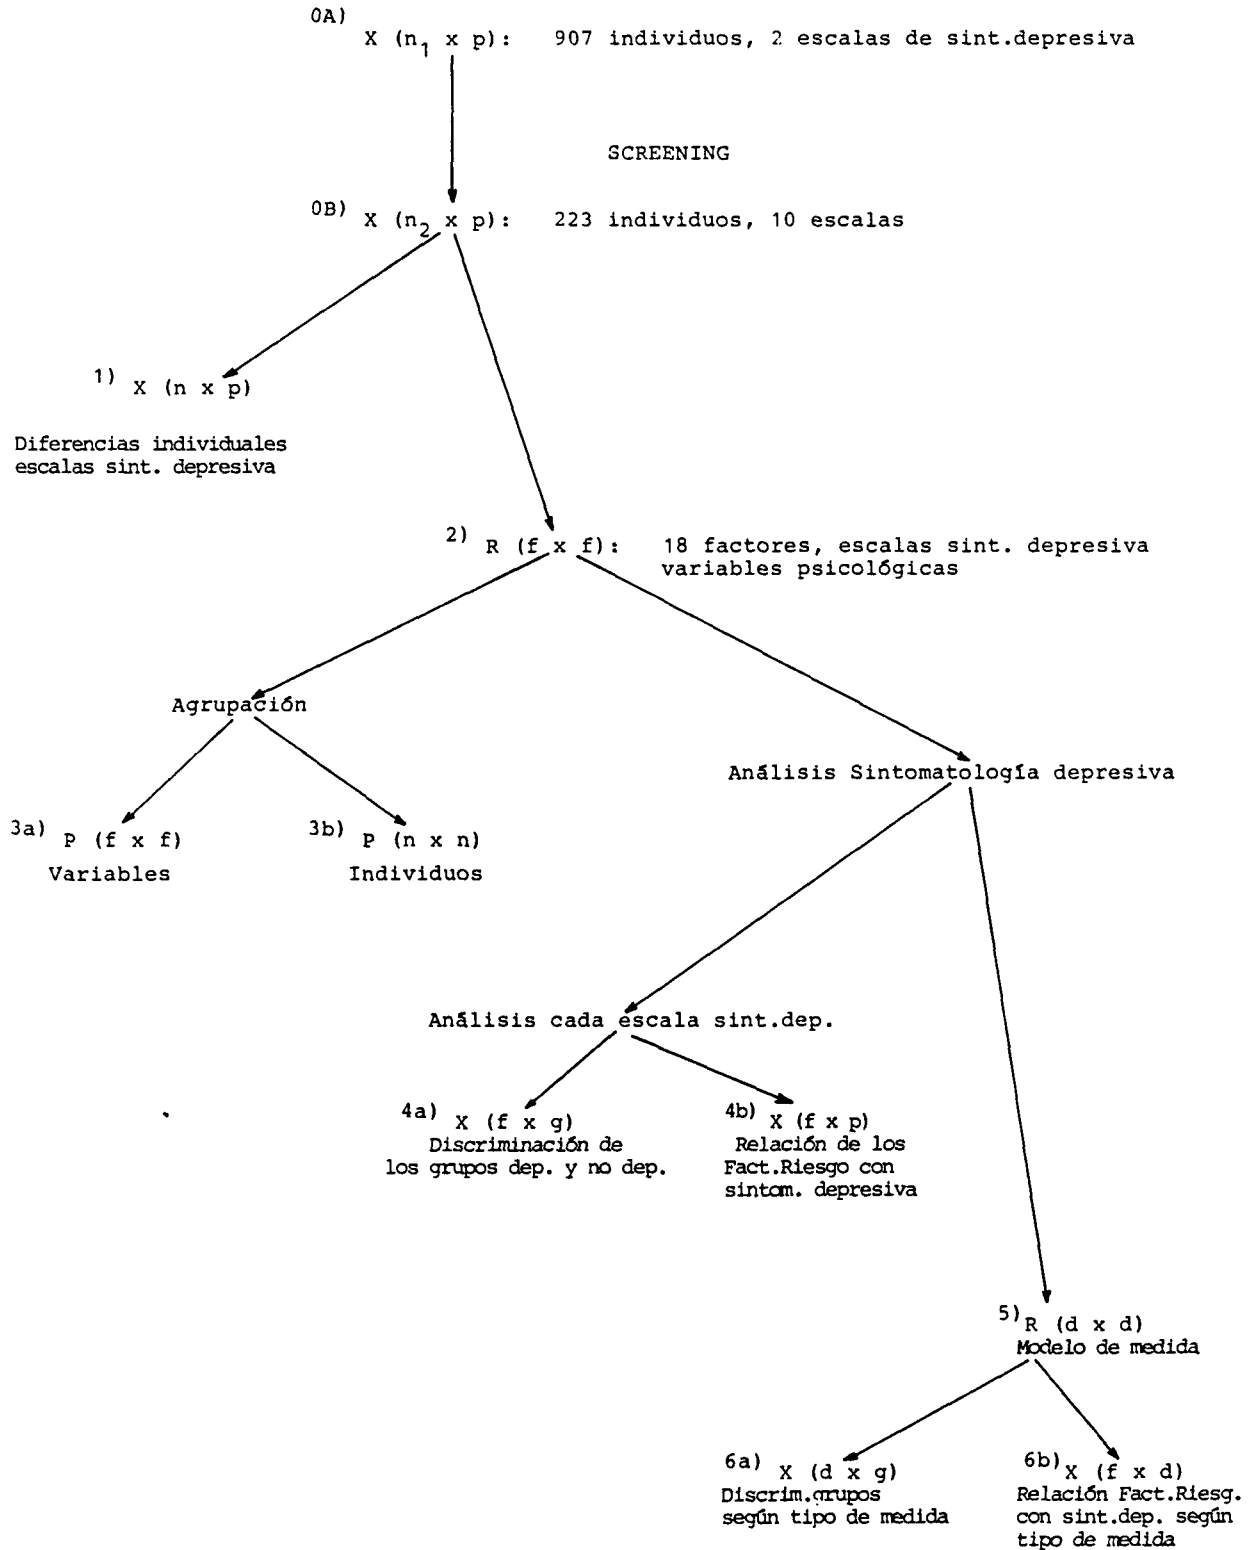 0A)
X (n1 x p): 907 individuos, 2 escalas de sint.depresiva
SCREENING
0B)
X (n2 x p): 223 individuos, 10 escalas
1)
X (n x p)
Diferencias individuales
escalas sint. depresiva
2)
R (f x f): 18 factores, escalas sint. depresiva
variables psicológicas
Agrupación
Análisis Sintomatología depresiva
3a) P (f x f)
Variables
3b) P (n x n)
Individuos
Análisis cada escala sint.dep.
4a) X (f x g)
Discriminación de
los grupos dep. y no dep.
4b) X (f x p)
Relación de los
Fact.Riesgo con
sintom. depresiva
5) R (d x d)
Modelo de medida
6a) X (d x g)
Discrim.grupos
según tipo de medida
6b) X (f x d)
Relación Fact.Riesg.
con sint.dep. según
tipo de medida